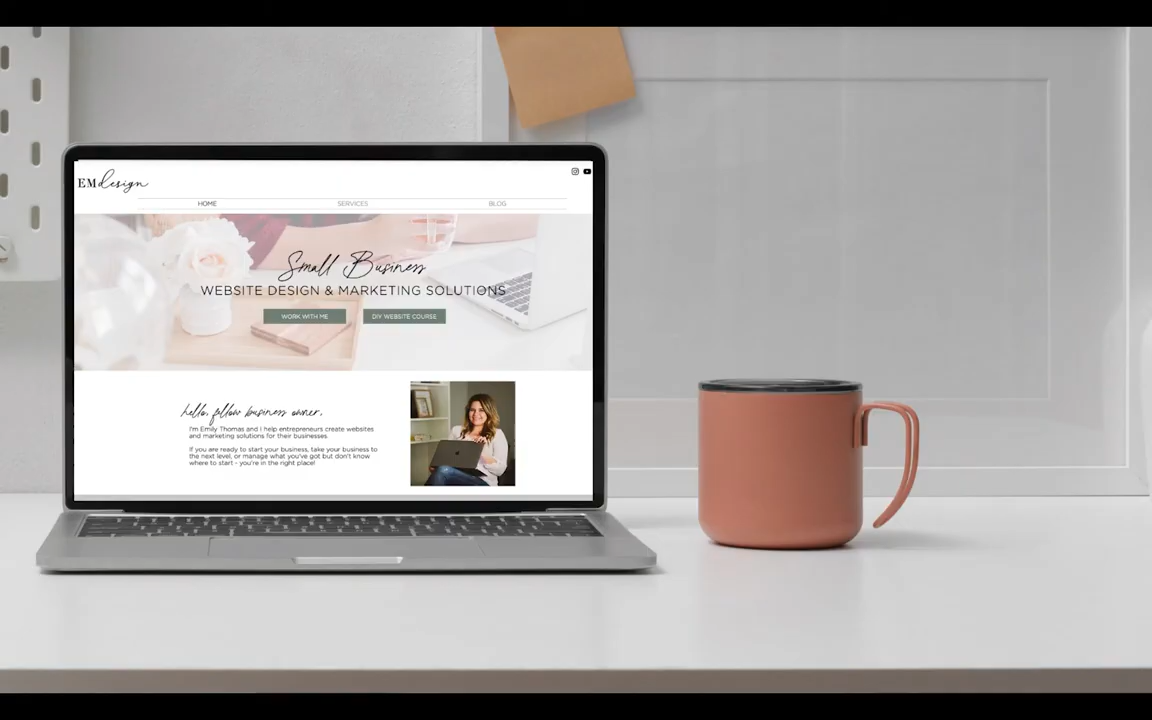 EMdesign
HOME SERVICES BLOG
Small Business
WEBSITE DESIGN & MARKETING SOLUTIONS
WORK WITH ME DIY WEBSITE COURSE
hello, fellow business owner,
I'm Emily Thomas and I help entrepreneurs create websites
and marketing solutions for their businesses.
If you are ready to start your business, take your business to
the next level, or manage what you've got but don't know
where to start - you're in the right place!